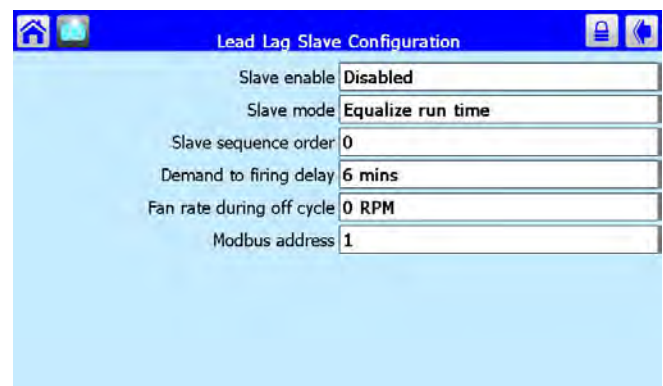 Lead Lag Slave Configuration
Slave enable Disabled
Slave mode Equalize run time
Slave sequence order 0
Demand to firing delay 6 mins
Fan rate during off cycle 0 RPM
Modbus address 1